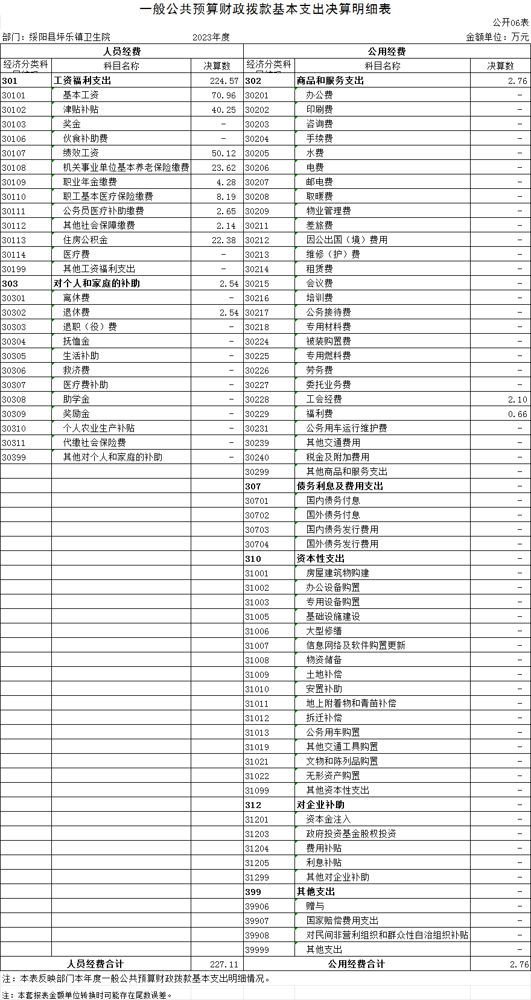 一般公共预算财政拨款基本支出决算明细表
公开06表
部门：绥阳县坪乐镇卫生院 2023年度 金额单位：万元
人员经费 公用经费
经济分类科 科目名称 决算数 经济分类科 科目名称 决算数
301 工资福利支出 224.57 302 商品和服务支出 2.76
30101 基本工资 70.96 30201 办公费 -
30102 津贴补贴 40.25 30202 印刷费 -
30103 奖金 - 30203 咨询费 -
30106 伙食补助费 - 30204 手续费 -
30107 绩效工资 50.12 30205 水费 -
30108 机关事业单位基本养老保险缴费 23.62 30206 电费 -
30109 职业年金缴费 4.28 30207 邮电费 -
30110 职工基本医疗保险缴费 8.19 30208 取暖费 -
30111 公务员医疗补助缴费 2.65 30209 物业管理费 -
30112 其他社会保障缴费 2.14 30211 差旅费 -
30113 住房公积金 22.38 30212 因公出国（境）费用 -
30114 医疗费 - 30213 维修（护）费 -
30199 其他工资福利支出 - 30214 租赁费 -
303 对个人和家庭的补助 2.54 30215 会议费 -
30301 离休费 - 30216 培训费 -
30302 退休费 2.54 30217 公务接待费 -
30303 退职（役）费 - 30218 专用材料费 -
30304 抚恤金 - 30224 被装购置费 -
30305 生活补助 - 30225 专用燃料费 -
30306 救济费 - 30226 劳务费 -
30307 医疗费补助 - 30227 委托业务费 -
30308 助学金 - 30228 工会经费 2.10
30309 奖励金 - 30229 福利费 0.66
30310 个人农业生产补贴 - 30231 公务用车运行维护费 -
30311 代缴社会保险费 - 30239 其他交通费用 -
30399 其他对个人和家庭的补助 - 30240 税金及附加费用 -
30299 其他商品和服务支出 -
307 债务利息及费用支出 -
30701 国内债务付息 -
30702 国外债务付息 -
30703 国内债务发行费用 -
30704 国外债务发行费用 -
310 资本性支出 -
31001 房屋建筑物购建 -
31002 办公设备购置 -
31003 专用设备购置 -
31005 基础设施建设 -
31006 大型修缮 -
31007 信息网络及软件购置更新 -
31008 物资储备 -
31009 土地补偿 -
31010 安置补助 -
31011 地上附着物和青苗补偿 -
31012 拆迁补偿 -
31013 公务用车购置 -
31019 其他交通工具购置 -
31021 文物和陈列品购置 -
31022 无形资产购置 -
31099 其他资本性支出 -
312 对企业补助 -
31201 资本金注入 -
31203 政府投资基金股权投资 -
31204 费用补贴 -
31205 利息补贴 -
31299 其他对企业补助 -
399 其他支出 -
39906 赠与 -
39907 国家赔偿费用支出 -
39908 对民间非营利组织和群众性自治组织补贴 -
39999 其他支出 -
人员经费合计 227.11 公用经费合计 2.76
注：本表反映部门本年度一般公共预算财政拨款基本支出明细情况。
注：本套报表金额单位转换时可能存在尾数误差。